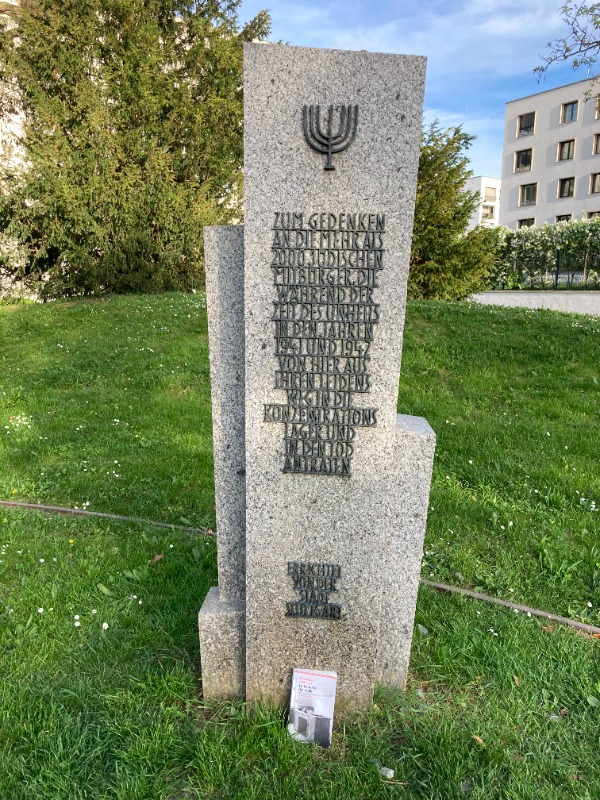 ZUM GEDENKEN
AN DIE MEHR ALS
2000 JÜDISCHEN
MITBÜRGER, DIE
WÄHREND DER
ZEIT DES UNHEILS
IN DEN JAHREN
1941 UND 1942
VON HIER AUS
IHREN LEIDENS
WEG IN DIE
KONZENTRATIONS
LAGER UND
IN DEN TOD
ANTRATEN
ERRICHTET
VON DER
STADT
STUTTGART